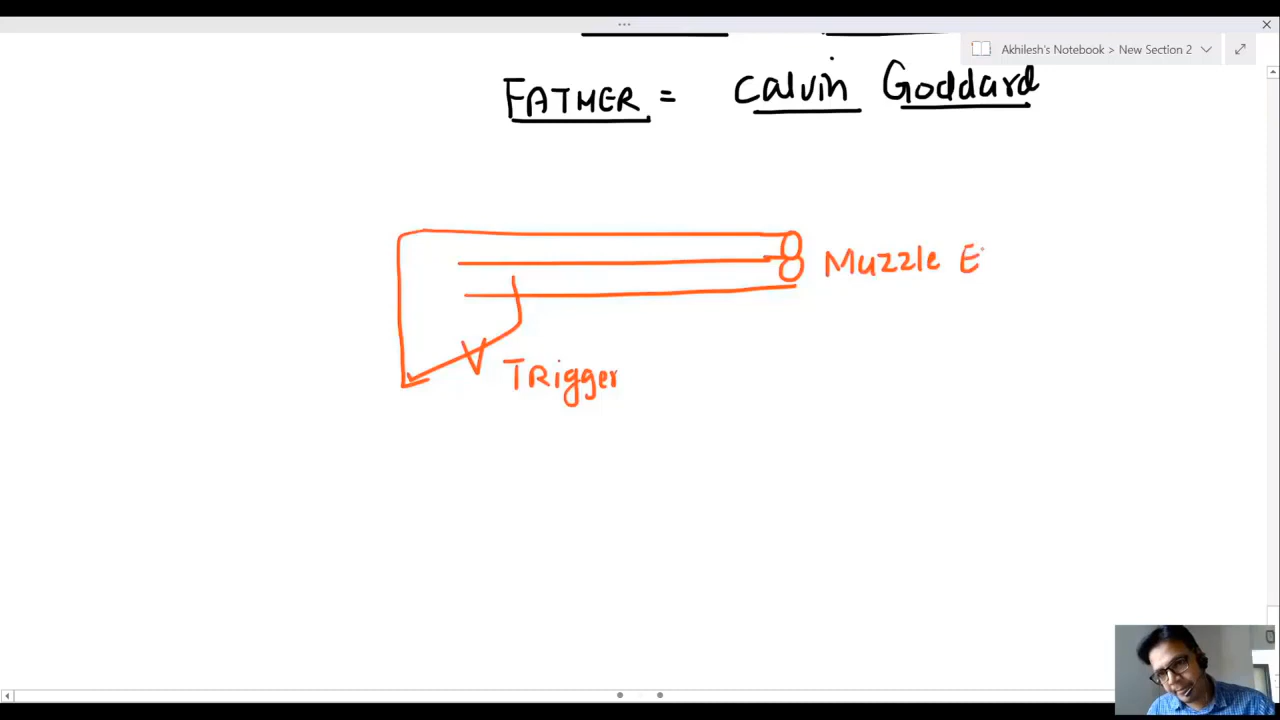 Akhilesh's Notebook > New Section 2
FATHER = Calvin Goddard
Muzzle E
TRigger